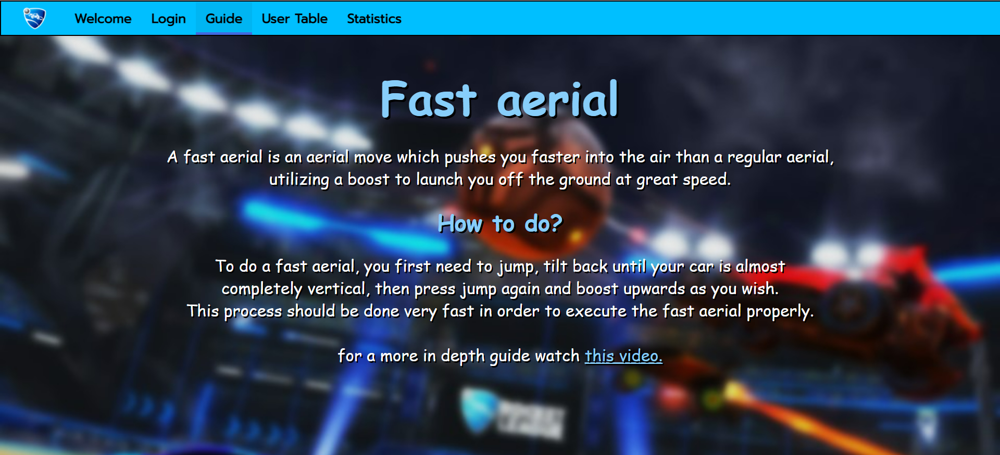 Welcome Login Guide User Table Statistics
Fast aerial
A fast aerial is an aerial move which pushes you faster into the air than a regular aerial,
utilizing a boost to launch you off the ground at great speed.
How to do?
To do a fast aerial, you first need to jump, tilt back until your car is almost
completely vertical, then press jump again and boost upwards as you wish.
This process should be done very fast in order to execute the fast aerial properly.
for a more in depth guide watch this video.
ROCKET
LEAGUE